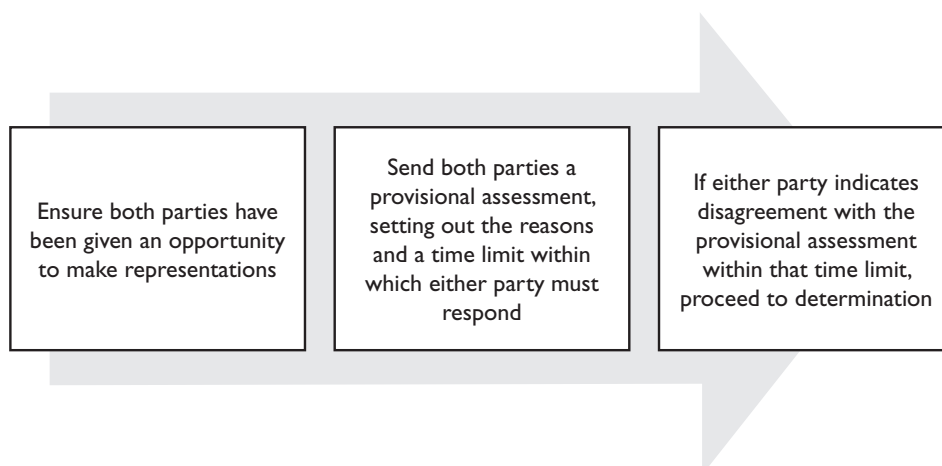 Ensure both parties have
been given an opportunity
to make representations
Send both parties a
provisional assessment,
setting out the reasons
and a time limit within
which either party must
respond
If either party indicates
disagreement with the
provisional assessment
within that time limit,
proceed to determination